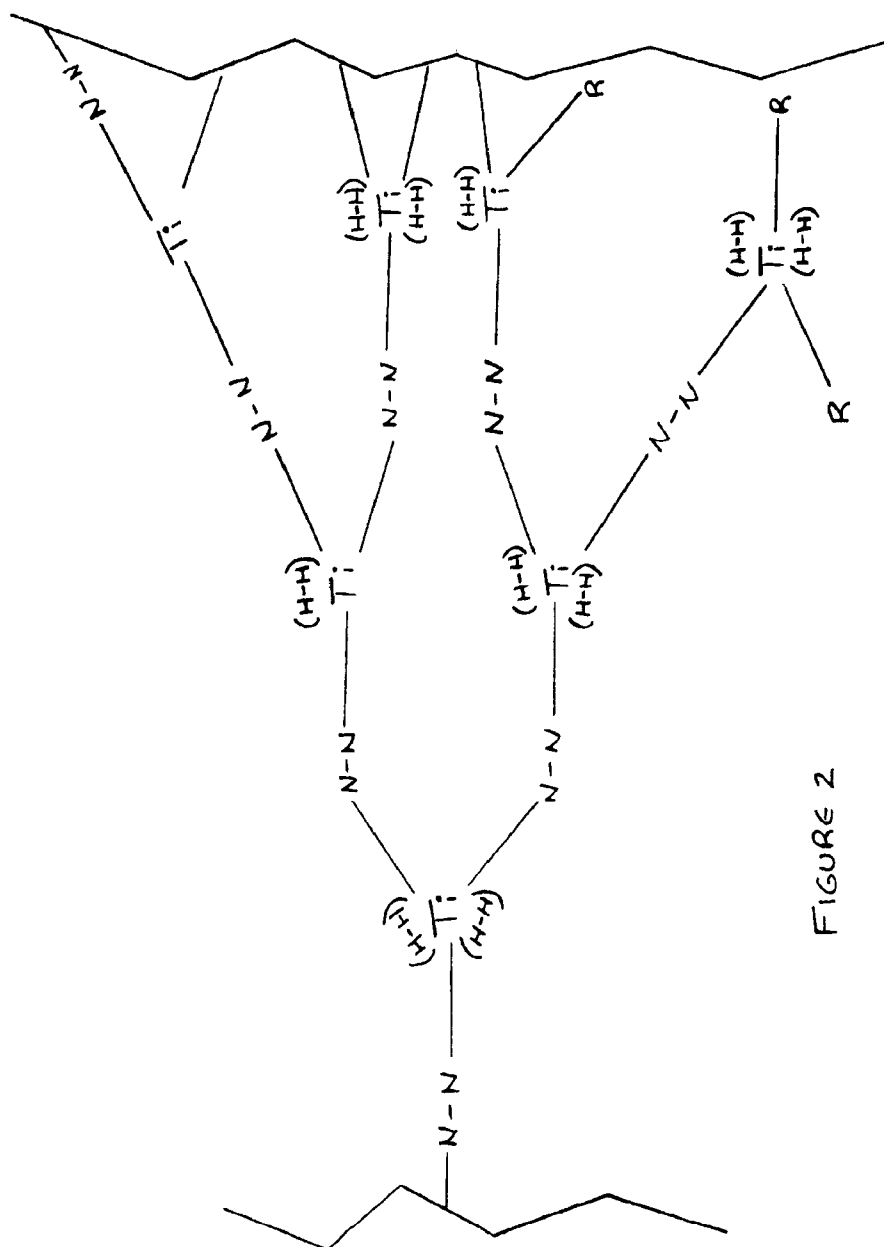 N-N
Ti
N-N
(H-H)
Ti
(H-H)
N-N
Ti
N-N
(H-H)
(H-H)
Ti
N-N
(H-H)
(H-H)
Ti
N-N
(H-H)
Ti
N-N
(H-H)
N-N
R
N-N
(H-H)
Ti
R
(H-H)
R
FIGURE 2